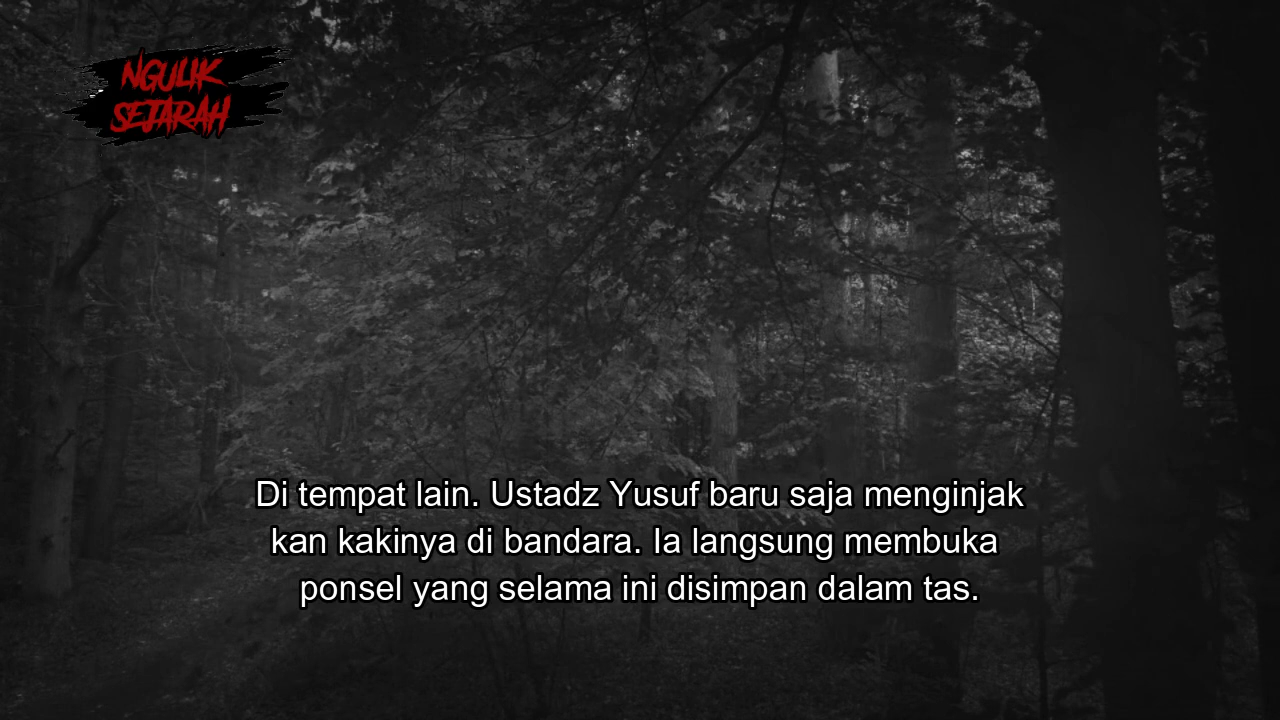 NGULIK
SEJARAH
Di tempat lain. Ustadz Yusuf baru saja menginjak
kan kakinya di bandara. Ia langsung membuka
ponsel yang selama ini disimpan dalam tas.